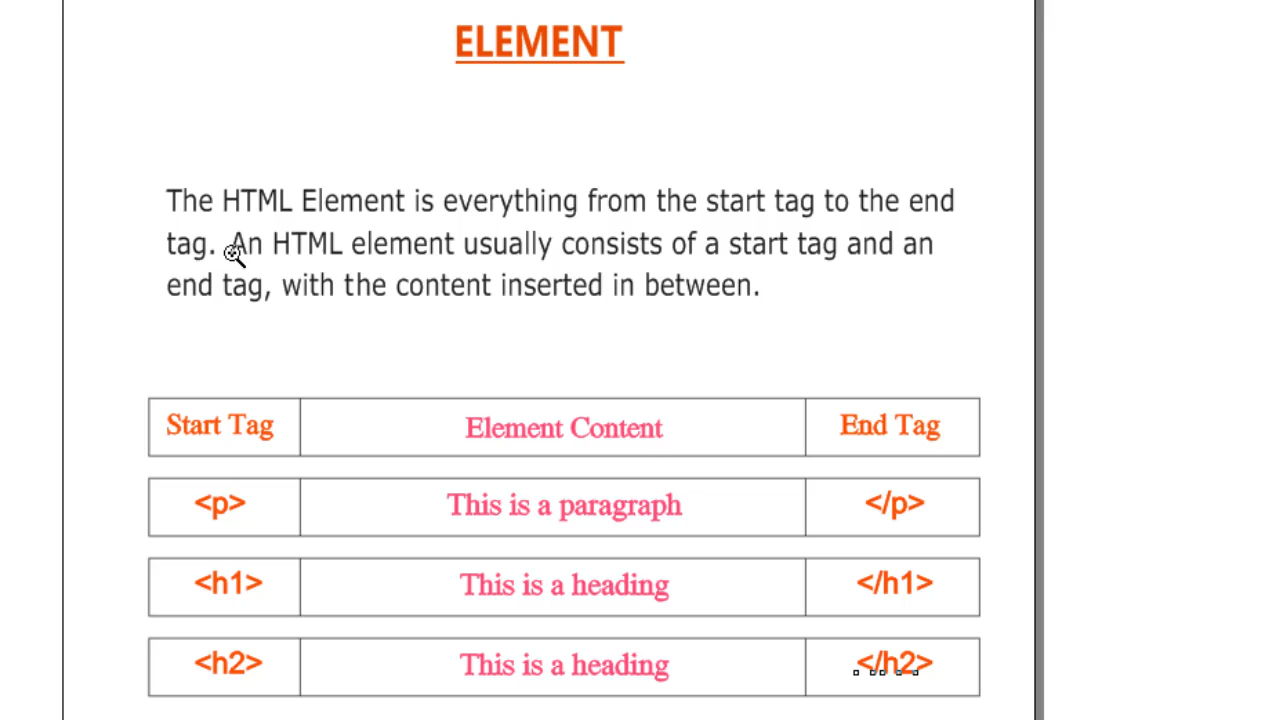 ELEMENT
The HTML Element is everything from the start tag to the end
tag. An HTML element usually consists of a start tag and an
end tag, with the content inserted in between.
Start Tag Element Content End Tag
<p> This is a paragraph </p>
<h1> This is a heading </h1>
<h2> This is a heading </h2>